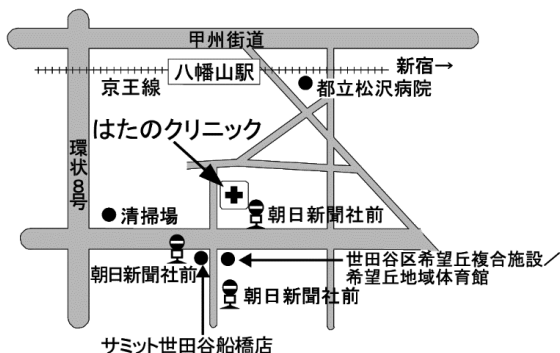 甲州街道
八幡山駅
新宿→
京王線
都立松沢病院
はたのクリニック
環状8号
清掃場
朝日新聞社前
朝日新聞社前
世田谷区希望丘複合施設/
希望丘地域体育館
朝日新聞社前
サミット世田谷船橋店